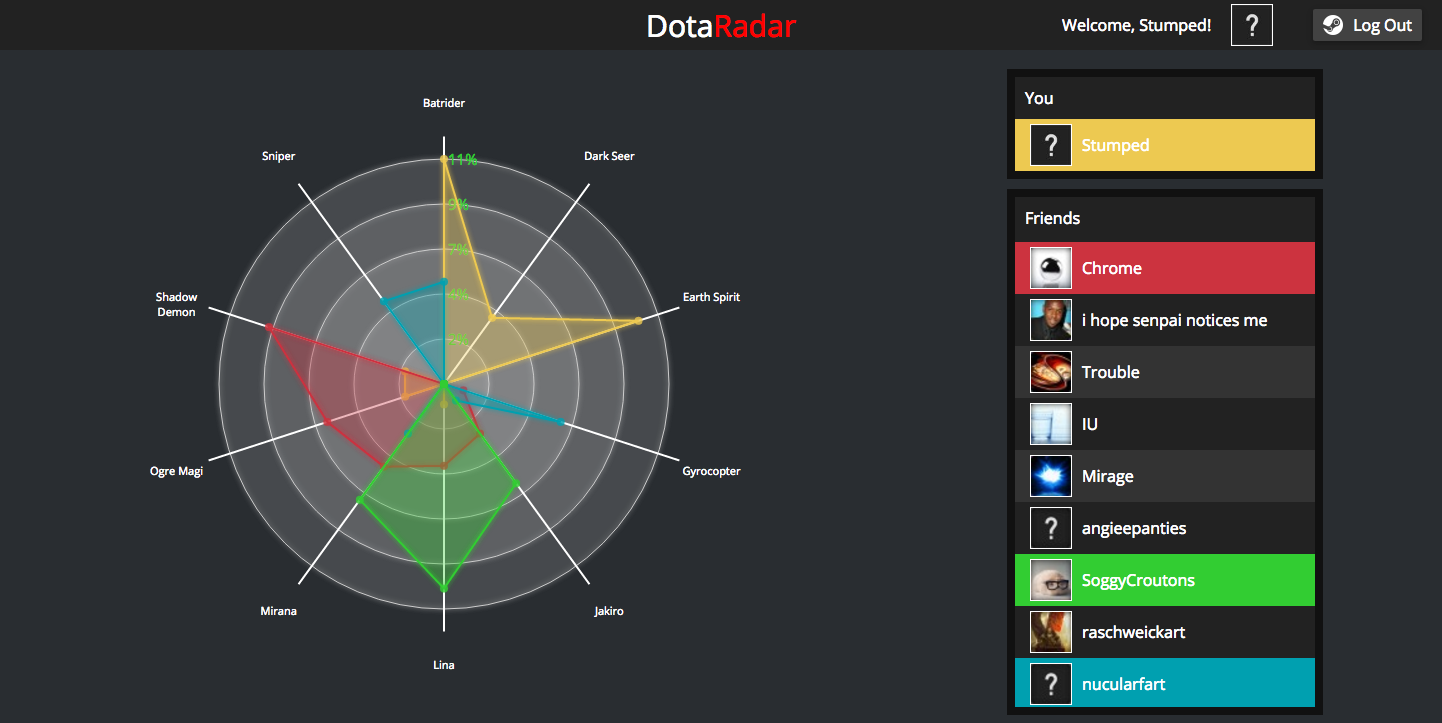 DotaRadar
Welcome, Stumped!
?
Log Out
Batrider
Sniper
Dark Seer
11%
9%
7%
4%
2%
Shadow
Demon
Earth Spirit
Ogre Magi
Gyrocopter
Mirana
Jakiro
Lina
You
? Stumped
Friends
Chrome
i hope senpai notices me
Trouble
IU
Mirage
? angieepanties
SoggyCroutons
raschweickart
? nucularfart